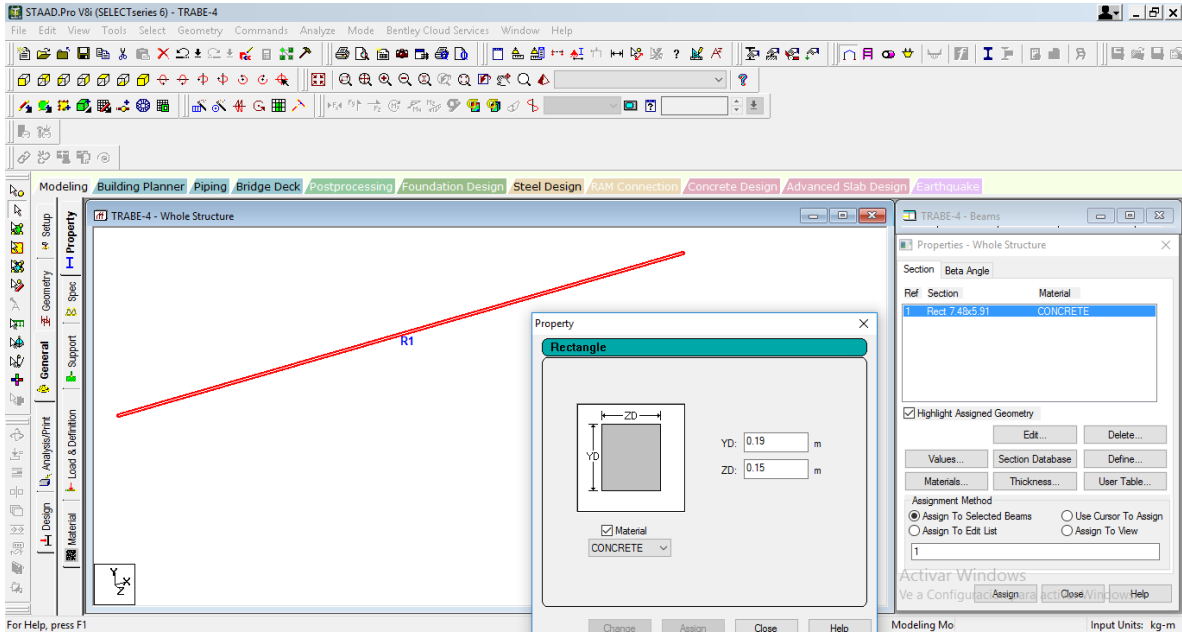 STAAD.Pro V8i (SELECTseries 6) - TRABE-4
File Edit View Tools Select Geometry Commands Analyze Mode Bentley Cloud Services Window Help
Modeling Building Planner Piping Bridge Deck Postprocessing Foundation Design Steel Design RAM Connection Concrete Design Advanced Slab Design Earthquake
Setup
Geometry
General
Analysis/Print
Design
Property
Spec
Support
Load & Definition
Material
TRABE-4 - Whole Structure
R1
Y
X
Z
Property
Rectangle
ZD
YD
YD: 0.19 m
ZD: 0.15 m
Material
CONCRETE
Change Assign Close Help
TRABE-4 - Beams
Properties - Whole Structure
Section Beta Angle
Ref Section Material
1 Rect 7.48x5.91 CONCRETE
Highlight Assigned Geometry
Edit... Delete...
Values... Section Database Define...
Materials... Thickness... User Table...
Assignment Method
Assign To Selected Beams Use Cursor To Assign
Assign To Edit List Assign To View
1
Activar Windows
Assign Close Help
For Help, press F1
Modeling Mo
Input Units: kg-m